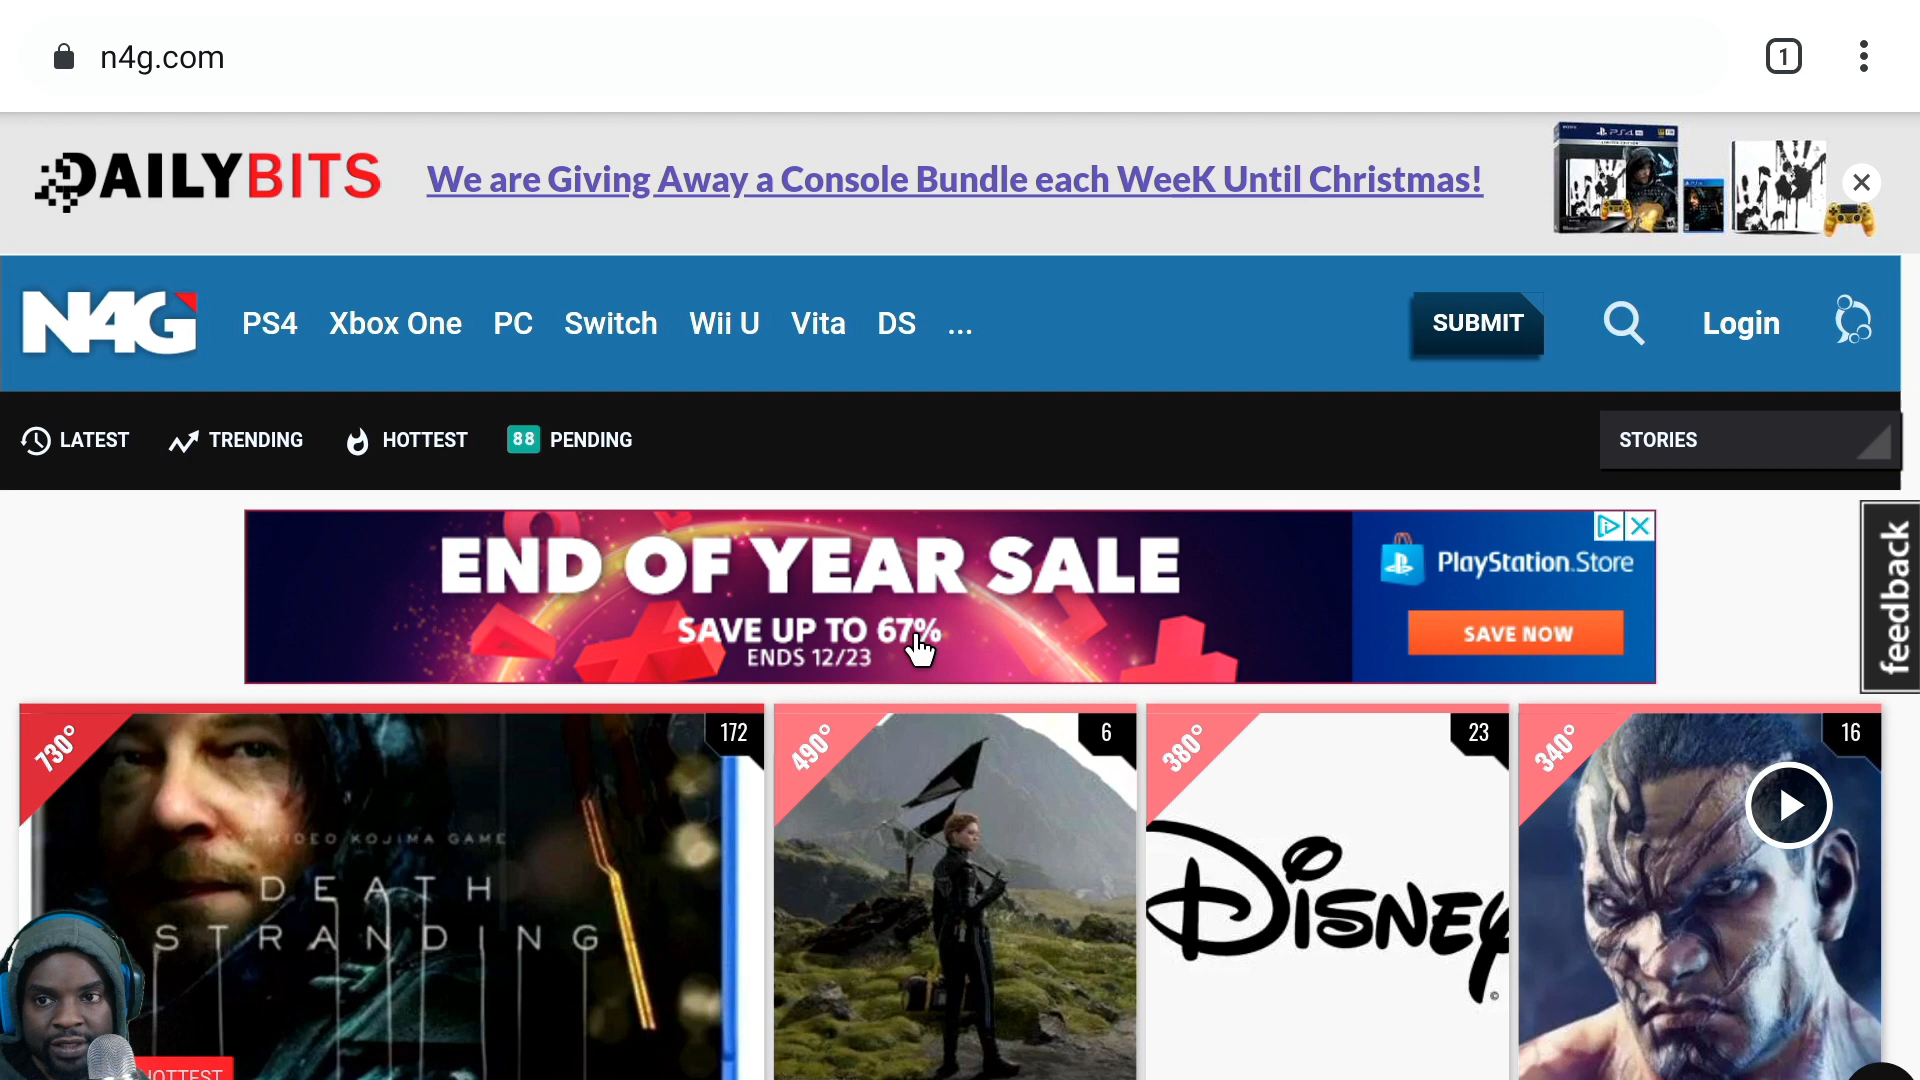 n4g.com
1
DAILYBITS
We are Giving Away a Console Bundle each WeeK Until Christmas!
N4G
PS4 Xbox One PC Switch Wii U Vita DS ...
SUBMIT
Login
LATEST TRENDING HOTTEST 88 PENDING
STORIES
END OF YEAR SALE
SAVE UP TO 67%
ENDS 12/23
PlayStation.Store
SAVE NOW
feedback
730° 172
490° 6
380° 23
340° 16
A HIDEO KOJIMA GAME
DEATH
STRANDING
DISNEY
HOTTEST